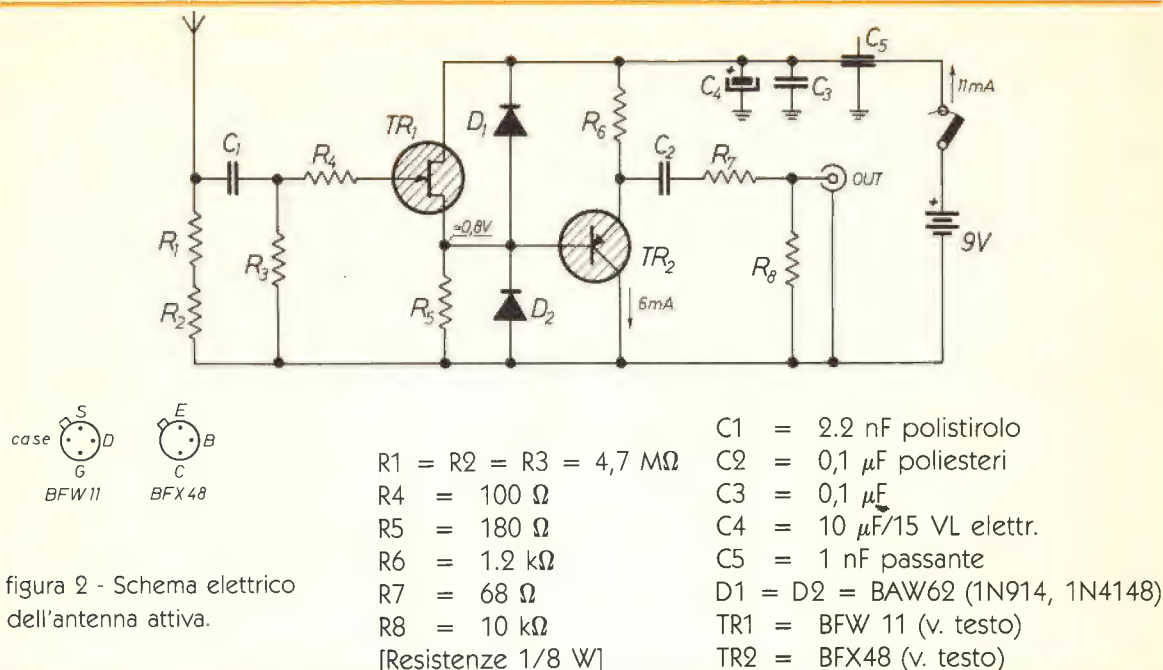 C5
11mA
C4
C3
TR1
D1
R6
C1
R4
C2
R7
OUT
≈0,8V
R1
R3
TR2
9V
R8
R2
R5
D2
6mA
case
S
D
G
BFW11
E
B
C
BFX48
figura 2 - Schema elettrico
dell'antenna attiva.
R1 = R2 = R3 = 4,7 MΩ
R4 = 100 Ω
R5 = 180 Ω
R6 = 1.2 kΩ
R7 = 68 Ω
R8 = 10 kΩ
[Resistenze 1/8 W]
C1 = 2.2 nF polistirolo
C2 = 0,1 µF poliesteri
C3 = 0,1 µF
C4 = 10 µF/15 VL elettr.
C5 = 1 nF passante
D1 = D2 = BAW62 (1N914, 1N4148)
TR1 = BFW 11 (v. testo)
TR2 = BFX48 (v. testo)